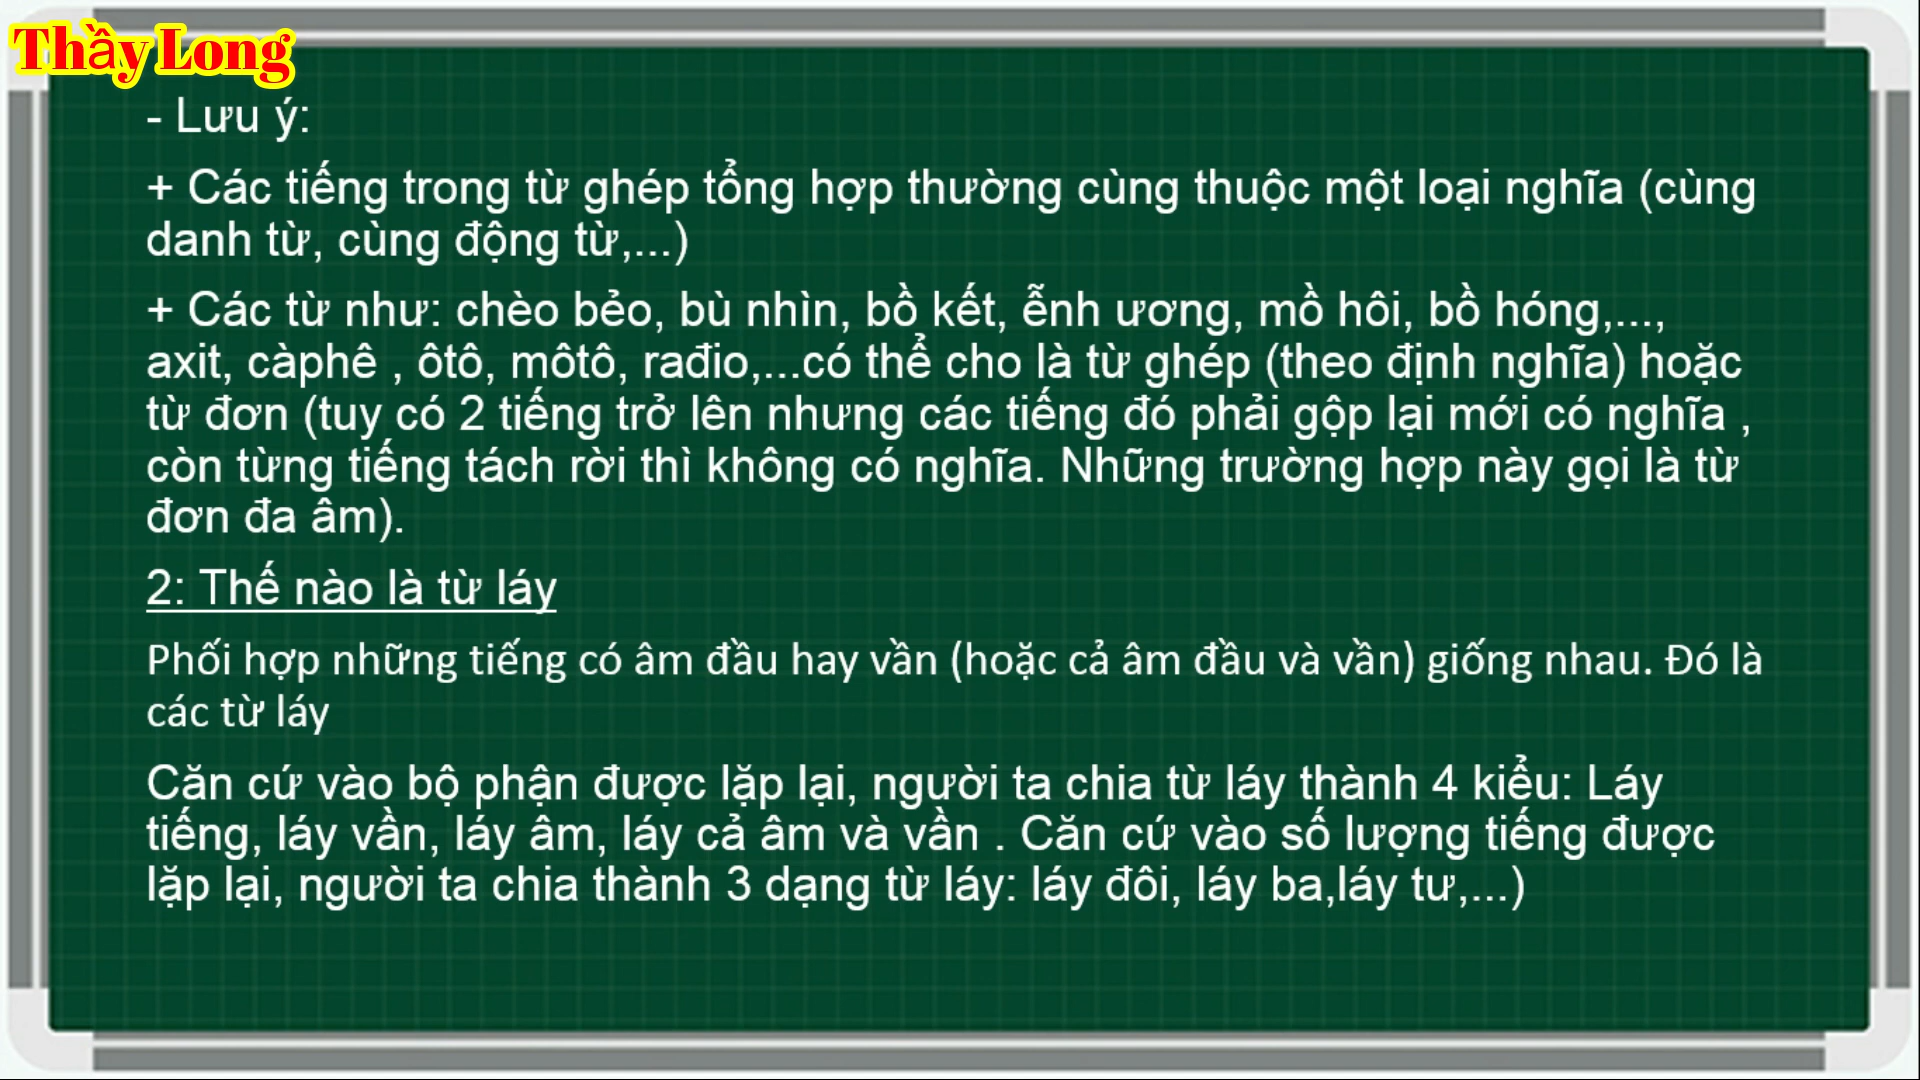 Thầy Long
- Lưu ý:
+ Các tiếng trong từ ghép tổng hợp thường cùng thuộc một loại nghĩa (cùng
danh từ, cùng động từ,...)
+ Các từ như: chèo bẻo, bù nhìn, bồ kết, ễnh ương, mồ hôi, bồ hóng,...,
axit, càphê , ôtô, môtô, rađio,...có thể cho là từ ghép (theo định nghĩa) hoặc
từ đơn (tuy có 2 tiếng trở lên nhưng các tiếng đó phải gộp lại mới có nghĩa ,
còn từng tiếng tách rời thì không có nghĩa. Những trường hợp này gọi là từ
đơn đa âm).
2: Thế nào là từ láy
Phối hợp những tiếng có âm đầu hay vần (hoặc cả âm đầu và vần) giống nhau. Đó là
các từ láy
Căn cứ vào bộ phận được lặp lại, người ta chia từ láy thành 4 kiểu: Láy
tiếng, láy vần, láy âm, láy cả âm và vần . Căn cứ vào số lượng tiếng được
lặp lại, người ta chia thành 3 dạng từ láy: láy đôi, láy ba,láy tư,...)